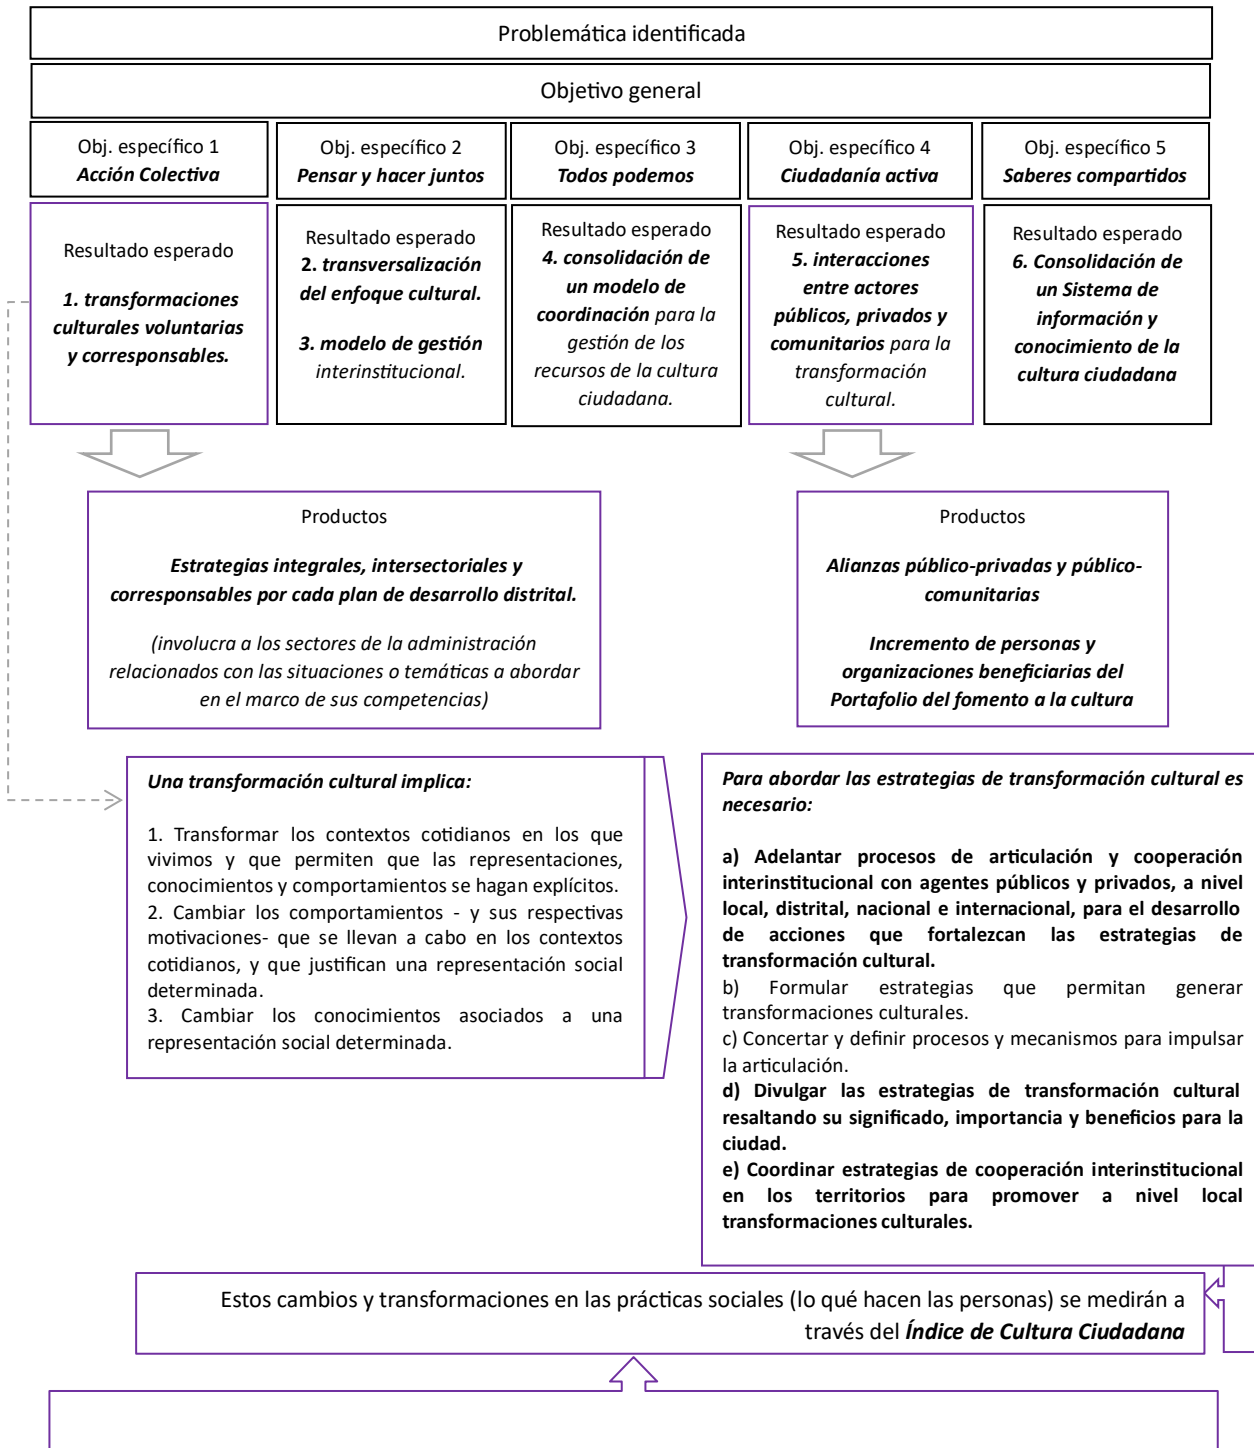 Problemática identificada
Objetivo general
Obj. específico 1
Acción Colectiva
Obj. específico 2
Pensar y hacer juntos
Obj. específico 3
Todos podemos
Obj. específico 4
Ciudadanía activa
Obj. específico 5
Saberes compartidos
Resultado esperado
1. transformaciones
culturales voluntarias
y corresponsables.
Resultado esperado
2. transversalización
del enfoque cultural.
3. modelo de gestión
interinstitucional.
Resultado esperado
4. consolidación de
un modelo de
coordinación para la
gestión de los
recursos de la cultura
ciudadana.
Resultado esperado
5. interacciones
entre actores
públicos, privados y
comunitarios para la
transformación
cultural.
Resultado esperado
6. Consolidación de
un Sistema de
información y
conocimiento de la
cultura ciudadana
Productos
Estrategias integrales, intersectoriales y
corresponsables por cada plan de desarrollo distrital.
(involucra a los sectores de la administración
relacionados con las situaciones o temáticas a abordar
en el marco de sus competencias)
Productos
Alianzas público-privadas y público-
comunitarias
Incremento de personas y
organizaciones beneficiarias del
Portafolio del fomento a la cultura
Una transformación cultural implica:
1. Transformar los contextos cotidianos en los que
vivimos y que permiten que las representaciones,
conocimientos y comportamientos se hagan explícitos.
2. Cambiar los comportamientos - y sus respectivas
motivaciones- que se llevan a cabo en los contextos
cotidianos, y que justifican una representación social
determinada.
3. Cambiar los conocimientos asociados a una
representación social determinada.
Para abordar las estrategias de transformación cultural es
necesario:
a) Adelantar procesos de articulación y cooperación
interinstitucional con agentes públicos y privados, a nivel
local, distrital, nacional e internacional, para el desarrollo
de acciones que fortalezcan las estrategias de
transformación cultural.
b) Formular estrategias que permitan generar
transformaciones culturales.
c) Concertar y definir procesos y mecanismos para impulsar
la articulación.
d) Divulgar las estrategias de transformación cultural
resaltando su significado, importancia y beneficios para la
ciudad.
e) Coordinar estrategias de cooperación interinstitucional
en los territorios para promover a nivel local
transformaciones culturales.
Estos cambios y transformaciones en las prácticas sociales (lo qué hacen las personas) se medirán a
través del Índice de Cultura Ciudadana